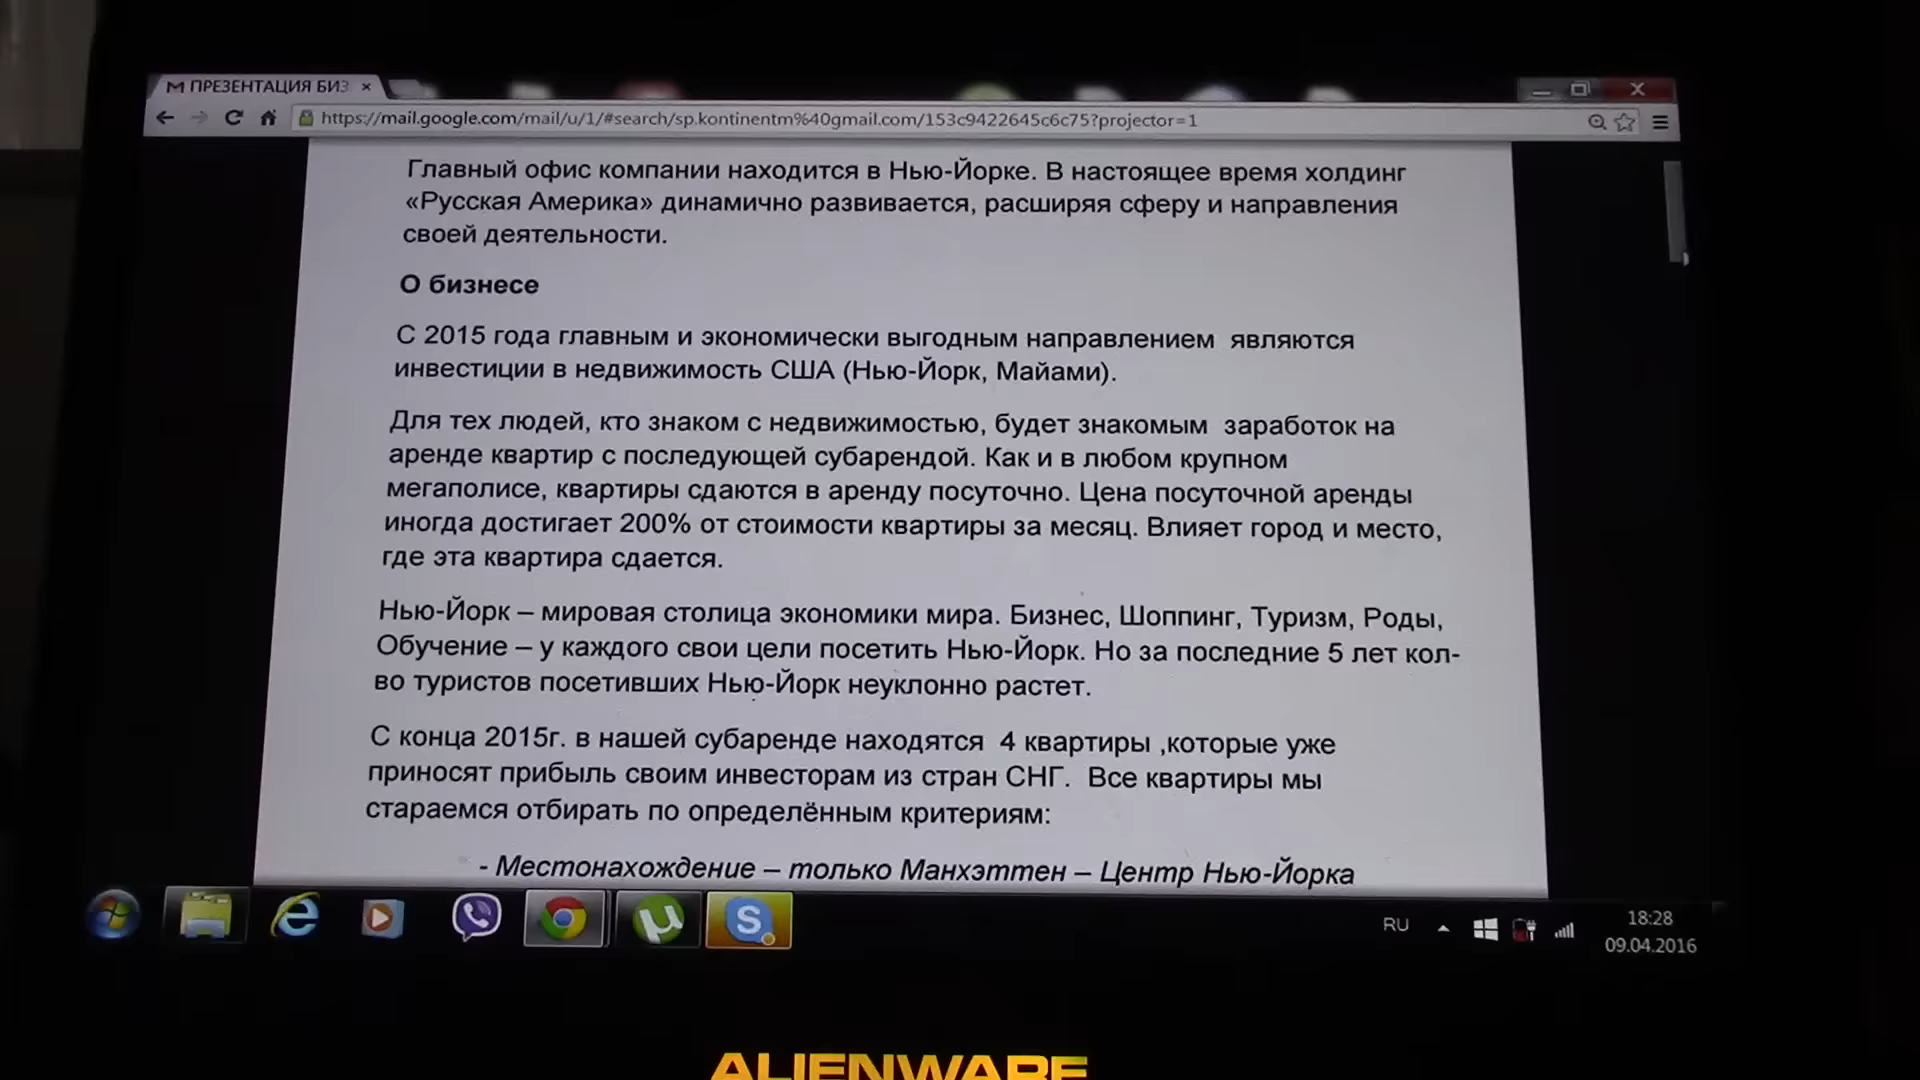 ПРЕЗЕНТАЦИЯ БИЗ
https://mail.google.com/mail/u/1/#search/sp.kontinentm%40gmail.com/153c9422645c6c75?projector=1
Главный офис компании находится в Нью-Йорке. В настоящее время холдинг
«Русская Америка» динамично развивается, расширяя сферу и направления
своей деятельности.
О бизнесе
С 2015 года главным и экономически выгодным направлением являются
инвестиции в недвижимость США (Нью-Йорк, Майами).
Для тех людей, кто знаком с недвижимостью, будет знакомым заработок на
аренде квартир с последующей субарендой. Как и в любом крупном
мегаполисе, квартиры сдаются в аренду посуточно. Цена посуточной аренды
иногда достигает 200% от стоимости квартиры за месяц. Влияет город и место,
где эта квартира сдается.
Нью-Йорк – мировая столица экономики мира. Бизнес, Шоппинг, Туризм, Роды,
Обучение – у каждого свои цели посетить Нью-Йорк. Но за последние 5 лет кол-
во туристов посетивших Нью-Йорк неуклонно растет.
С конца 2015г. в нашей субаренде находятся 4 квартиры ,которые уже
приносят прибыль своим инвесторам из стран СНГ. Все квартиры мы
стараемся отбирать по определённым критериям:
- Местонахождение – только Манхэттен – Центр Нью-Йорка
RU
18:28
09.04.2016
ALIENWARE